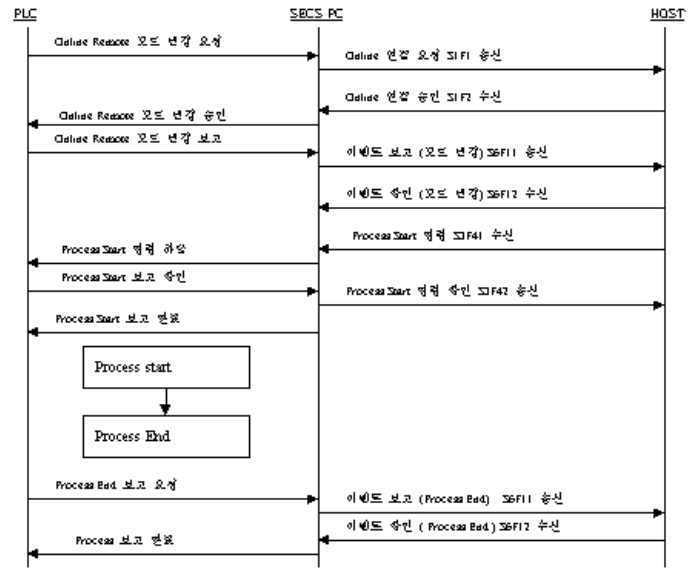 PLC
SECS PC
HOST
Online Remote 모드 변경 요청
Online 연결 요청 S1F1 송신
Online 연결 승인 S1F2 수신
Online Remote 모드 변경 승인
Online Remote 모드 변경 보고
이벤트 보고 (모드 변경) S6F11 송신
이벤트 확인 (모드 변경) S6F12 수신
Process Start 명령 S2F41 수신
Process Start 명령 하달
Process Start 보고 확인
Process Start 명령 확인 S2F42 송신
Process Start 보고 완료
Process start
Process End
Process End 보고 요청
이벤트 보고 (Process End) S6F11 송신
이벤트 확인 ( Process End ) S6F12 수신
Process 보고 완료